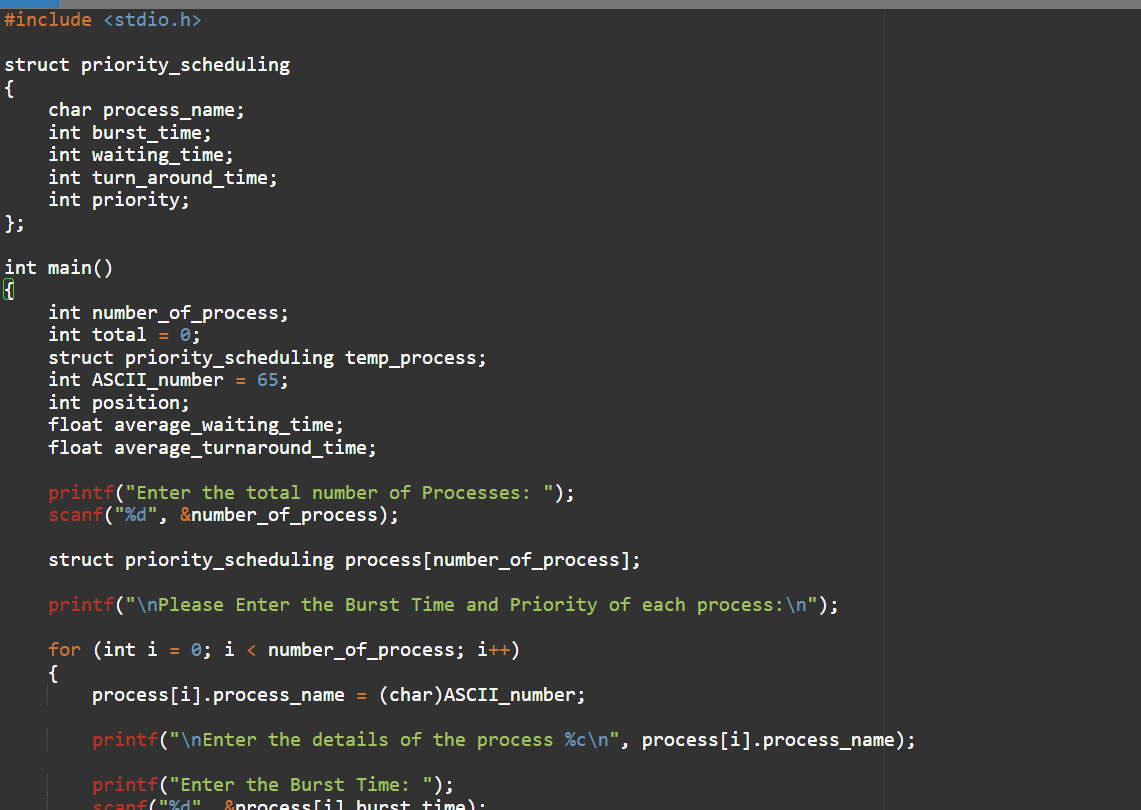 #include <stdio.h>
struct priority_scheduling
{
char process_name;
int burst_time;
int waiting_time;
int turn_around_time;
int priority;
};
int main()
{
int number_of_process;
int total = 0;
struct priority_scheduling temp_process;
int ASCII_number = 65;
int position;
float average_waiting_time;
float average_turnaround_time;
printf("Enter the total number of Processes: ");
scanf("%d", &number_of_process);
struct priority_scheduling process[number_of_process];
printf("\nPlease Enter the Burst Time and Priority of each process:\n");
for (int i = 0; i < number_of_process; i++)
{
process[i].process_name = (char)ASCII_number;
printf("\nEnter the details of the process %c\n", process[i].process_name);
printf("Enter the Burst Time: ");
scanf("%d", &process[i].burst_time);